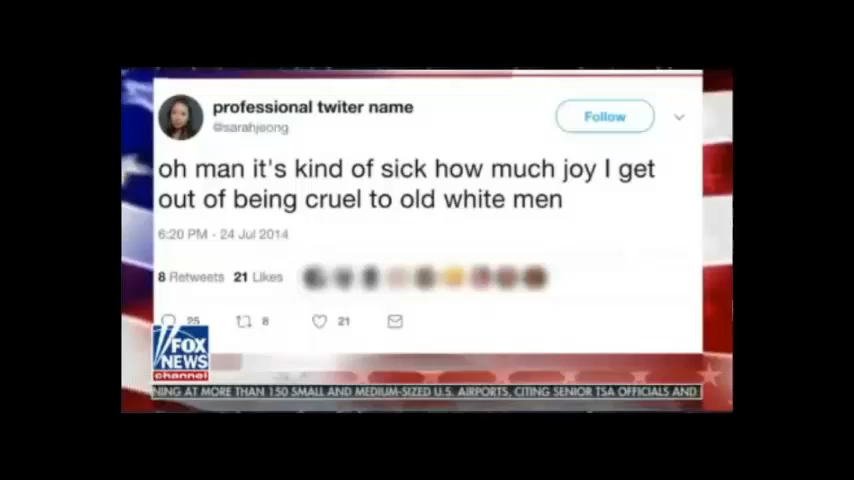 professional twiter name
@sarahjeong
Follow
oh man it's kind of sick how much joy I get
out of being cruel to old white men
6:20 PM - 24 Jul 2014
8 Retweets 21 Likes
25 8 21
FOX
NEWS
channel
NING AT MORE THAN 150 SMALL AND MEDIUM-SIZED U.S. AIRPORTS, CITING SENIOR TSA OFFICIALS AND